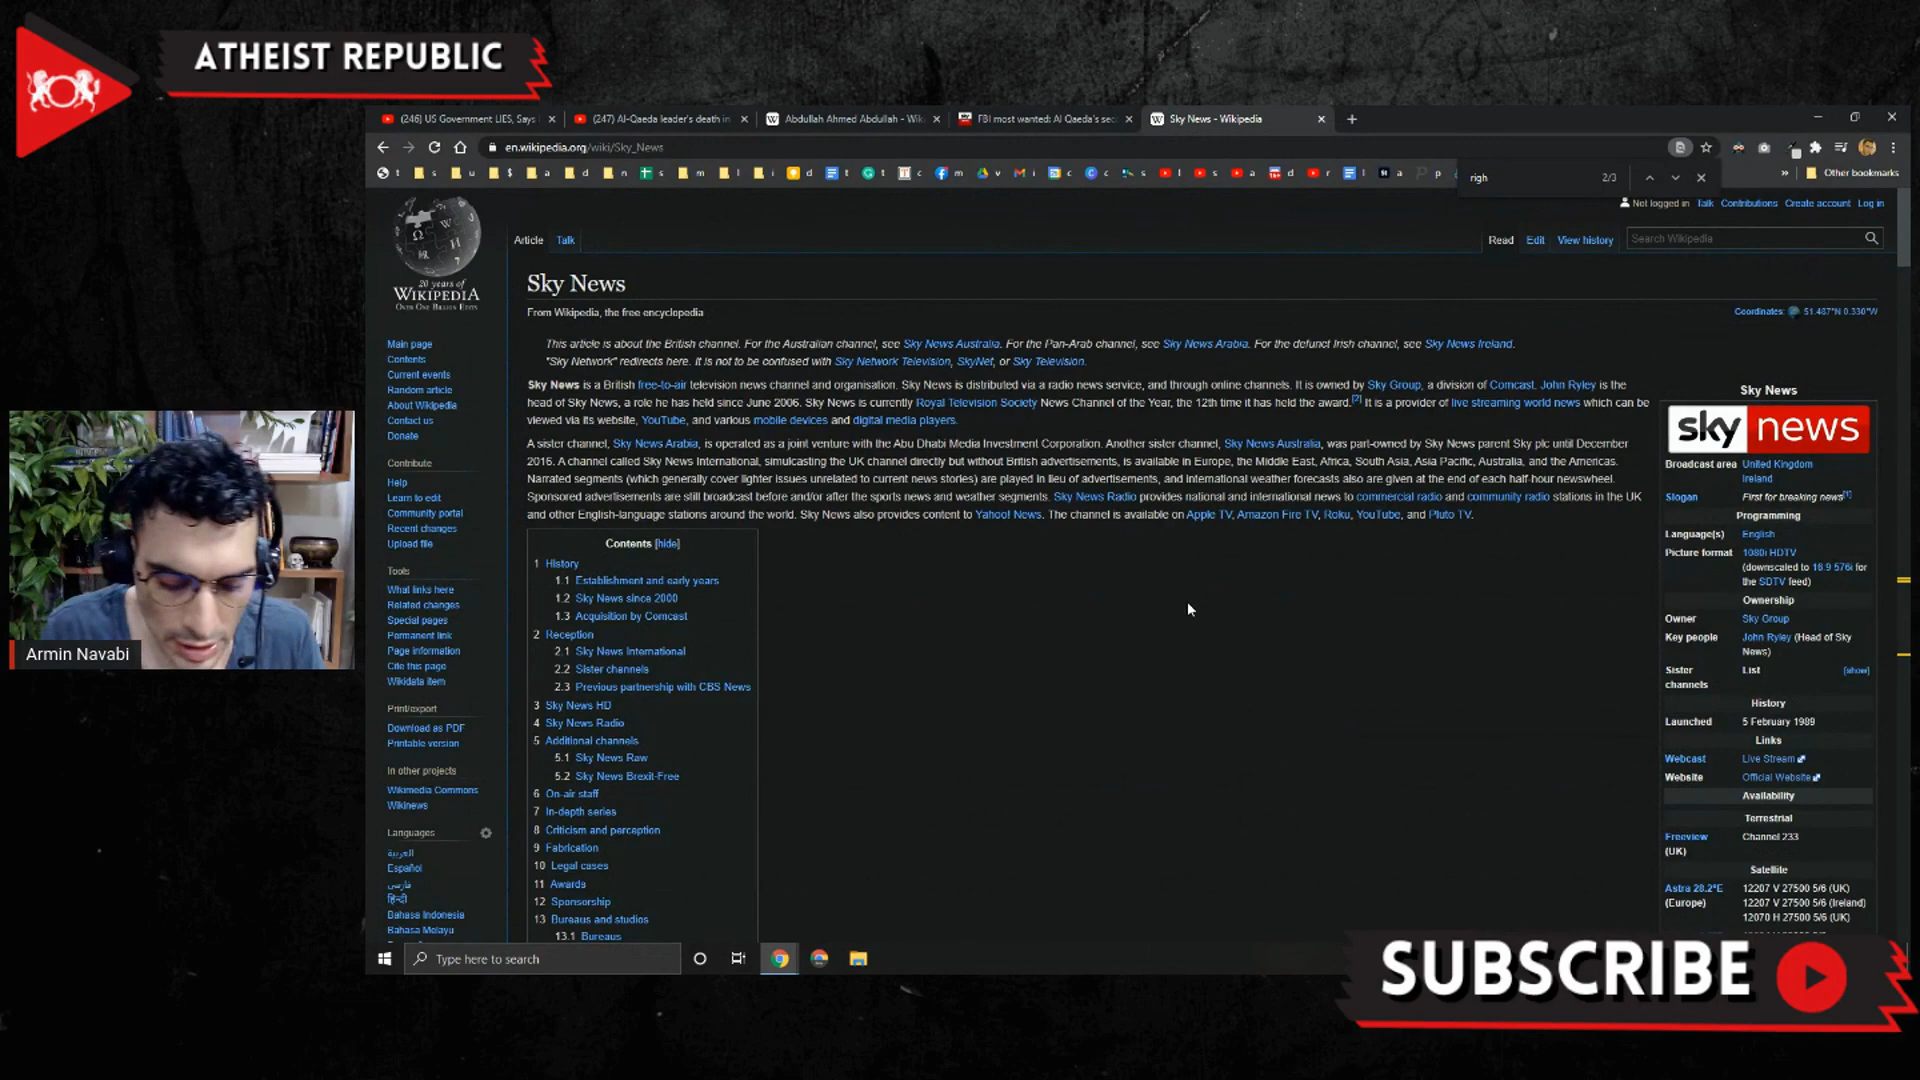 ATHEIST REPUBLIC
(246) US Government LIES, Says
(247) Al-Qaeda leader's death in
Abdullah Ahmed Abdullah - Wik
FBI most wanted: Al Qaeda's sec
Sky News - Wikipedia
en.wikipedia.org/wiki/Sky_News
Other bookmarks
righ 2/3
Not logged in Talk Contributions Create account Log in
Article Talk
Read Edit View history
Search Wikipedia
20 years of
WIKIPEDIA
OVER ONE BILLION EDITS
Sky News
From Wikipedia, the free encyclopedia
Coordinates: 51.487°N 0.330°W
This article is about the British channel. For the Australian channel, see Sky News Australia. For the Pan-Arab channel, see Sky News Arabia. For the defunct Irish channel, see Sky News Ireland.
"Sky Network" redirects here. It is not to be confused with Sky Network Television, SkyNet, or Sky Television.
Sky News is a British free-to-air television news channel and organisation. Sky News is distributed via a radio news service, and through online channels. It is owned by Sky Group, a division of Comcast. John Ryley is the
head of Sky News, a role he has held since June 2006. Sky News is currently Royal Television Society News Channel of the Year, the 12th time it has held the award.[2] It is a provider of live streaming world news which can be
viewed via its website, YouTube, and various mobile devices and digital media players.
A sister channel, Sky News Arabia, is operated as a joint venture with the Abu Dhabi Media Investment Corporation. Another sister channel, Sky News Australia, was part-owned by Sky News parent Sky plc until December
2016. A channel called Sky News International, simulcasting the UK channel directly but without British advertisements, is available in Europe, the Middle East, Africa, South Asia, Asia Pacific, Australia, and the Americas.
Narrated segments (which generally cover lighter issues unrelated to current news stories) are played in lieu of advertisements, and international weather forecasts also are given at the end of each half-hour newswheel.
Sponsored advertisements are still broadcast before and/or after the sports news and weather segments. Sky News Radio provides national and international news to commercial radio and community radio stations in the UK
and other English-language stations around the world. Sky News also provides content to Yahoo! News. The channel is available on Apple TV, Amazon Fire TV, Roku, YouTube, and Pluto TV.
Contents [hide]
1 History
1.1 Establishment and early years
1.2 Sky News since 2000
1.3 Acquisition by Comcast
2 Reception
2.1 Sky News International
2.2 Sister channels
2.3 Previous partnership with CBS News
3 Sky News HD
4 Sky News Radio
5 Additional channels
5.1 Sky News Raw
5.2 Sky News Brexit-Free
6 On-air staff
7 In-depth series
8 Criticism and perception
9 Fabrication
10 Legal cases
11 Awards
12 Sponsorship
13 Bureaus and studios
13.1 Bureaus
Main page
Contents
Current events
Random article
About Wikipedia
Contact us
Donate
Contribute
Help
Learn to edit
Community portal
Recent changes
Upload file
Tools
What links here
Related changes
Special pages
Permanent link
Page information
Cite this page
Wikidata item
Print/export
Download as PDF
Printable version
In other projects
Wikimedia Commons
Wikinews
Languages
العربية
Español
فارسی
हिन्दी
Bahasa Indonesia
Bahasa Melayu
Sky News
sky news
Broadcast area United Kingdom
Ireland
Slogan First for breaking news[1]
Programming
Language(s) English
Picture format 1080i HDTV
(downscaled to 16:9 576i for
the SDTV feed)
Ownership
Owner Sky Group
Key people John Ryley (Head of Sky
News)
Sister List [show]
channels
History
Launched 5 February 1989
Links
Webcast Live Stream
Website Official Website
Availability
Terrestrial
Freeview Channel 233
(UK)
Satellite
Astra 28.2°E 12207 V 27500 5/6 (UK)
(Europe) 12207 V 27500 5/6 (Ireland)
12070 H 27500 5/6 (UK)
Armin Navabi
Type here to search
SUBSCRIBE